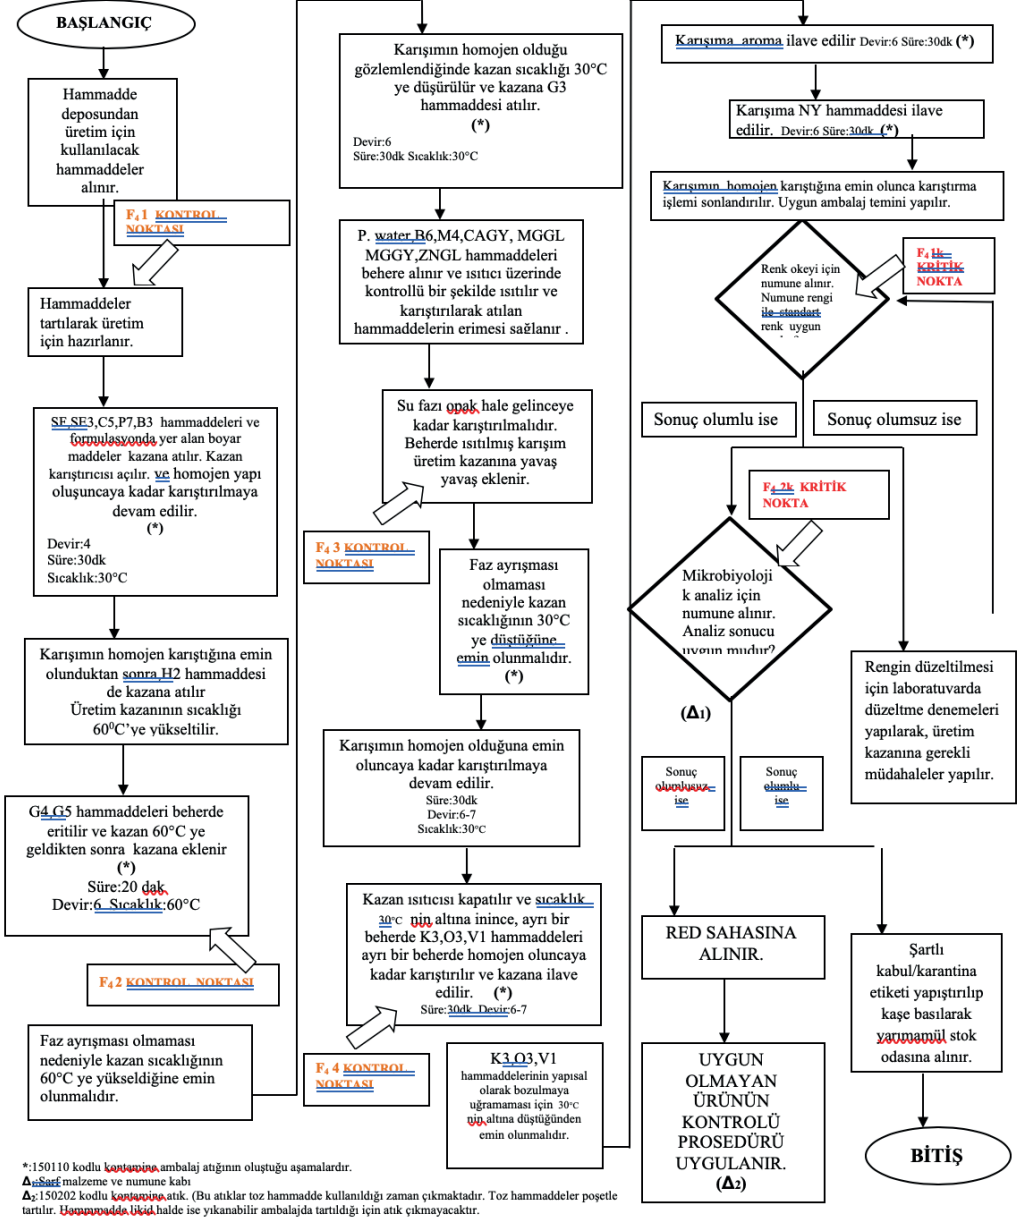 BAŞLANGIÇ
Hammadde
deposundan
üretim için
kullanılacak
hammaddeler
alınır.
F₄ 1 KONTROL
NOKTASI
Hammaddeler
tartılarak üretim
için hazırlanır.
SF,SE3,C5,P7,B3 hammaddeleri ve
formulasyonda yer alan boyar
maddeler kazana atılır. Kazan
karıştırıcısı açılır. ve homojen yapı
oluşuncaya kadar karıştırılmaya
devam edilir.
(*)
Devir:4
Süre:30dk
Sıcaklık:30°C
Karışımın homojen karıştığına emin
olunduktan sonra,H2 hammaddesi
de kazana atılır
Üretim kazanının sıcaklığı
60⁰C’ye yükseltilir.
G4,G5 hammaddeleri beherde
eritilir ve kazan 60°C ye
geldikten sonra kazana eklenir
(*)
Süre:20 dak
Devir:6 Sıcaklık:60°C
F₄ 2 KONTROL NOKTASI
Faz ayrışması olmaması
nedeniyle kazan sıcaklığının
60°C ye yükseldiğine emin
olunmalıdır.
Karışımın homojen olduğu
gözlemlendiğinde kazan sıcaklığı 30°C
ye düşürülür ve kazana G3
hammaddesi atılır.
(*)
Devir:6
Süre:30dk Sıcaklık:30°C
P. water,B6,M4,CAGY, MGGL
MGGY,ZNGL hammaddeleri
behere alınır ve ısıtıcı üzerinde
kontrollü bir şekilde ısıtılır ve
karıştırılarak atılan
hammaddelerin erimesi sağlanır .
Su fazı opak hale gelinceye
kadar karıştırılmalıdır.
Beherde ısıtılmış karışım
üretim kazanına yavaş
yavaş eklenir.
F₄ 3 KONTROL
NOKTASI
Faz ayrışması
olmaması
nedeniyle kazan
sıcaklığının 30°C
ye düştüğüne
emin olunmalıdır.
(*)
Karışımın homojen olduğuna emin
oluncaya kadar karıştırılmaya
devam edilir.
Süre:30dk
Devir:6-7
Sıcaklık:30°C
Kazan ısıtıcısı kapatılır ve sıcaklık
30°C nin altına inince, ayrı bir
beherde K3,O3,V1 hammaddeleri
ayrı bir beherde homojen oluncaya
kadar karıştırılır ve kazana ilave
edilir. (*)
Süre:30dk Devir:6-7
F₄ 4 KONTROL
NOKTASI
K3,O3,V1
hammaddelerinin yapısal
olarak bozulmaya
uğramaması için 30°C
nin altına düştüğünden
emin olunmalıdır.
Karışıma aroma ilave edilir Devir:6 Süre:30dk (*)
Karışıma NY hammaddesi ilave
edilir. Devir:6 Süre:30dk (*)
Karışımın homojen karıştığına emin olunca karıştırma
işlemi sonlandırılır. Uygun ambalaj temini yapılır.
F₄ 1k
KRİTİK
NOKTA
Renk okeyi için
numune alınır.
Numune rengi
ile standart
renk uygun
Sonuç olumlu ise
Sonuç olumsuz ise
F₄ 2k KRİTİK
NOKTA
Mikrobiyoloji
k analiz için
numune alınır.
Analiz sonucu
uygun mudur?
(Δ₁)
Rengin düzeltilmesi
için laboratuvarda
düzeltme denemeleri
yapılarak, üretim
kazanına gerekli
müdahaleler yapılır.
Sonuç
olumlusuz
ise
Sonuç
olumlu
ise
RED SAHASINA
ALINIR.
Şartlı
kabul/karantina
etiketi yapıştırılıp
kaşe basılarak
yarımamül stok
odasına alınır.
UYGUN
OLMAYAN
ÜRÜNÜN
KONTROLÜ
PROSEDÜRÜ
UYGULANIR.
(Δ₂)
BİTİŞ
*:150110 kodlu kontamine ambalaj atığının oluştuğu aşamalardır.
Δ₁:Sarf malzeme ve numune kabı
Δ₂:150202 kodlu kontamine atık. (Bu atıklar toz hammadde kullanıldığı zaman çıkmaktadır. Toz hammaddeler poşetle
tartılır. Hammmadde likid halde ise yıkanabilir ambalajda tartıldığı için atık çıkmayacaktır.